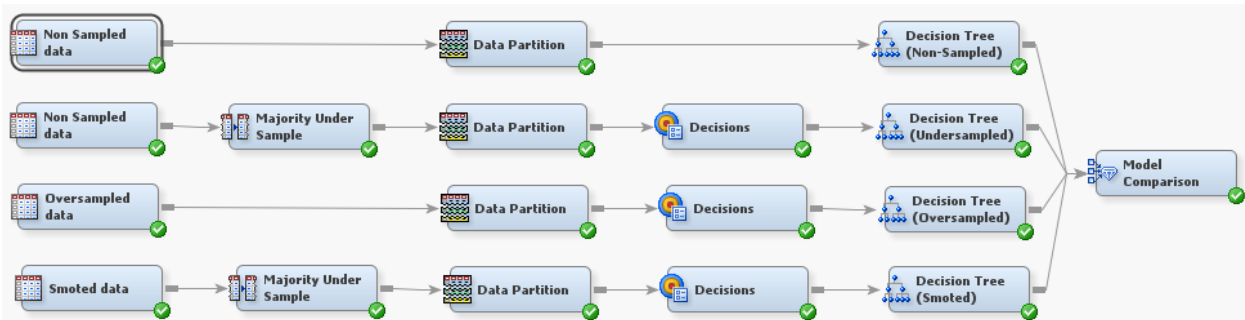 Non Sampled
data
Data Partition
Decision Tree
(Non-Sampled)
Non Sampled
data
Majority Under
Sample
Data Partition
Decisions
Decision Tree
(Undersampled)
Model
Comparison
Oversampled
data
Data Partition
Decisions
Decision Tree
(Oversampled)
Smoted data
Majority Under
Sample
Data Partition
Decisions
Decision Tree
(Smoted)